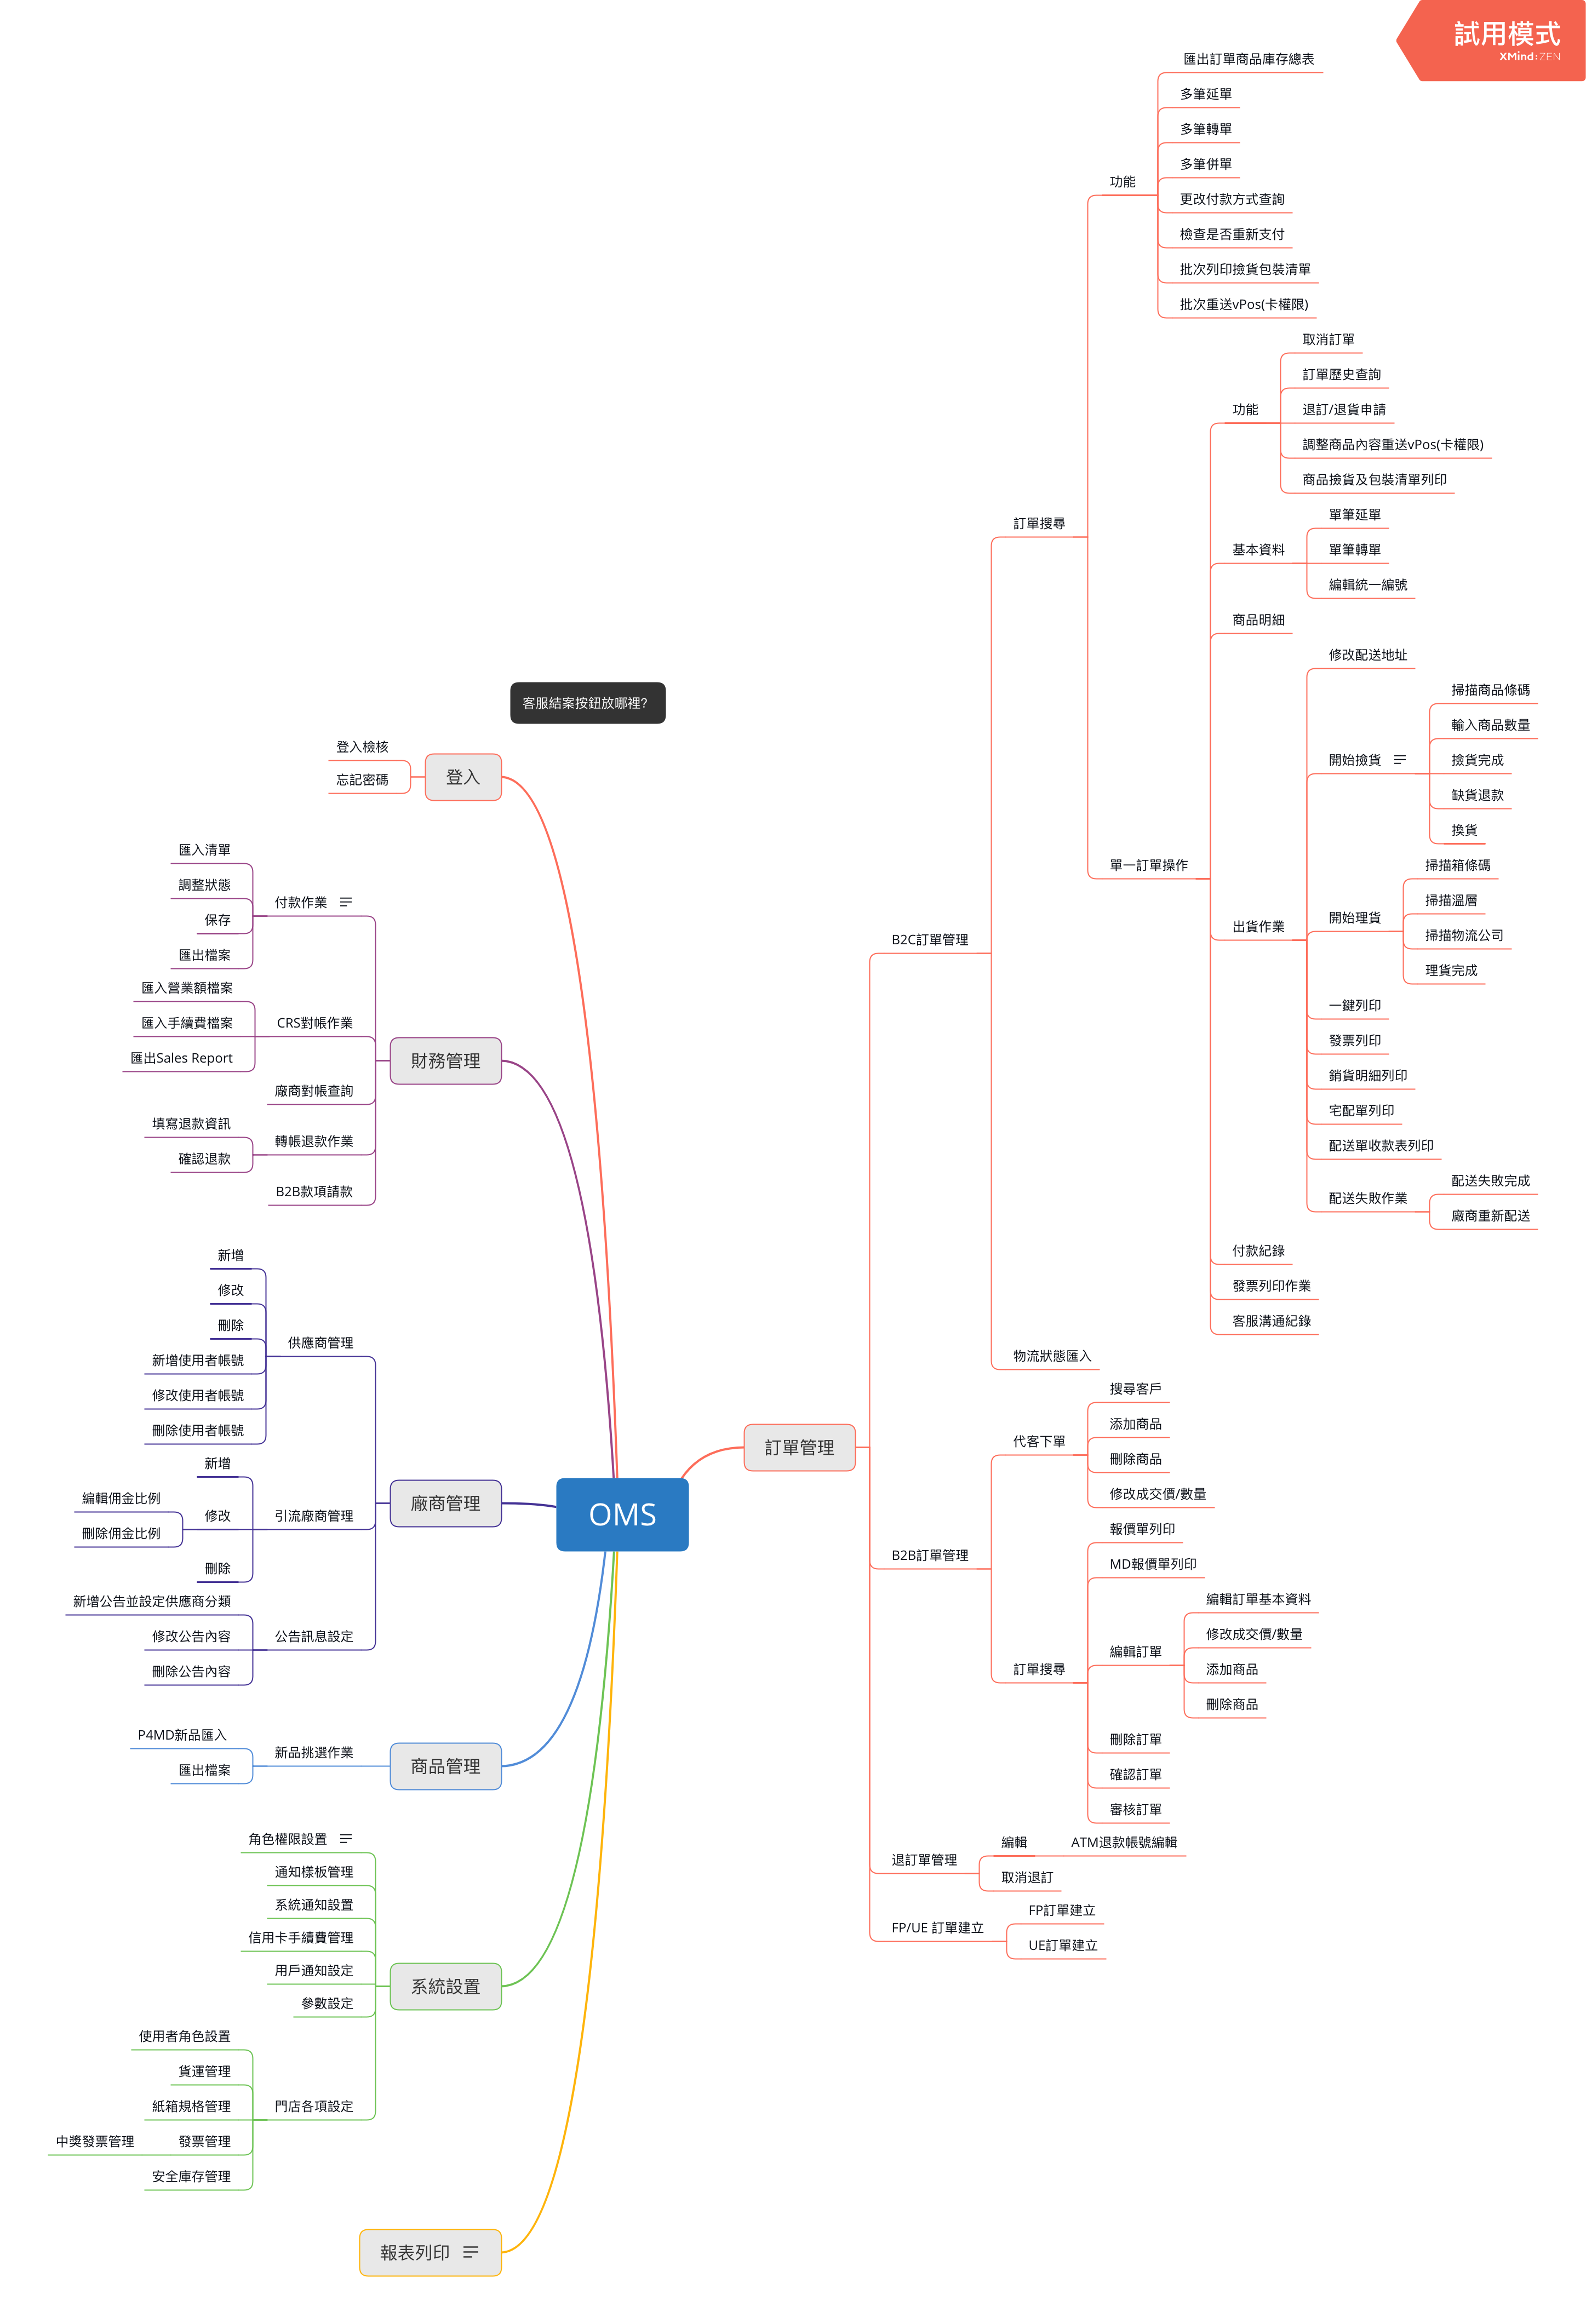 試用模式
XMind:ZEN
OMS
訂單管理
B2C訂單管理
訂單搜尋
功能
匯出訂單商品庫存總表
多筆延單
多筆轉單
多筆併單
更改付款方式查詢
檢查是否重新支付
批次列印撿貨包裝清單
批次重送vPos(卡權限)
單一訂單操作
功能
取消訂單
訂單歷史查詢
退訂/退貨申請
調整商品內容重送vPos(卡權限)
商品撿貨及包裝清單列印
基本資料
單筆延單
單筆轉單
編輯統一編號
商品明細
出貨作業
修改配送地址
開始撿貨
掃描商品條碼
輸入商品數量
撿貨完成
缺貨退款
換貨
開始理貨
掃描箱條碼
掃描溫層
掃描物流公司
理貨完成
一鍵列印
發票列印
銷貨明細列印
宅配單列印
配送單收款表列印
配送失敗作業
配送失敗完成
廠商重新配送
付款紀錄
發票列印作業
客服溝通紀錄
物流狀態匯入
B2B訂單管理
代客下單
搜尋客戶
添加商品
刪除商品
修改成交價/數量
訂單搜尋
報價單列印
MD報價單列印
編輯訂單
編輯訂單基本資料
修改成交價/數量
添加商品
刪除商品
刪除訂單
確認訂單
審核訂單
退訂單管理
編輯
ATM退款帳號編輯
取消退訂
FP/UE 訂單建立
FP訂單建立
UE訂單建立
客服結案按鈕放哪裡?
登入
登入檢核
忘記密碼
財務管理
付款作業
匯入清單
調整狀態
保存
匯出檔案
CRS對帳作業
匯入營業額檔案
匯入手續費檔案
匯出Sales Report
廠商對帳查詢
轉帳退款作業
填寫退款資訊
確認退款
B2B款項請款
廠商管理
供應商管理
新增
修改
刪除
新增使用者帳號
修改使用者帳號
刪除使用者帳號
引流廠商管理
新增
修改
編輯佣金比例
刪除佣金比例
刪除
公告訊息設定
新增公告並設定供應商分類
修改公告內容
刪除公告內容
商品管理
新品挑選作業
P4MD新品匯入
匯出檔案
系統設置
角色權限設置
通知樣板管理
系統通知設置
信用卡手續費管理
用戶通知設定
參數設定
門店各項設定
使用者角色設置
貨運管理
紙箱規格管理
發票管理
中獎發票管理
安全庫存管理
報表列印